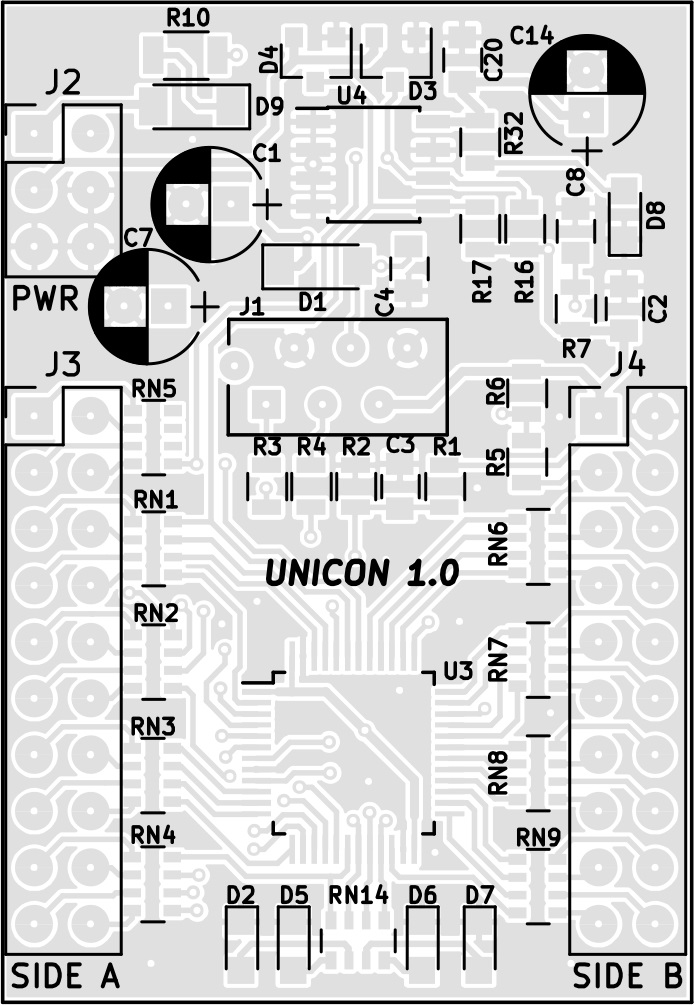 R10
J2
D4
U4
D3
C20
C14
D9
R32
C1
C8
D8
C7
PWR
D1
C4
R17
R16
C2
J1
R7
J3
J4
RN5
R6
R3
R4
R2
C3
R1
R5
RN1
RN6
UNICON 1.0
RN2
RN7
U3
RN3
RN8
RN4
RN9
D2
D5
RN14
D6
D7
SIDE A
SIDE B